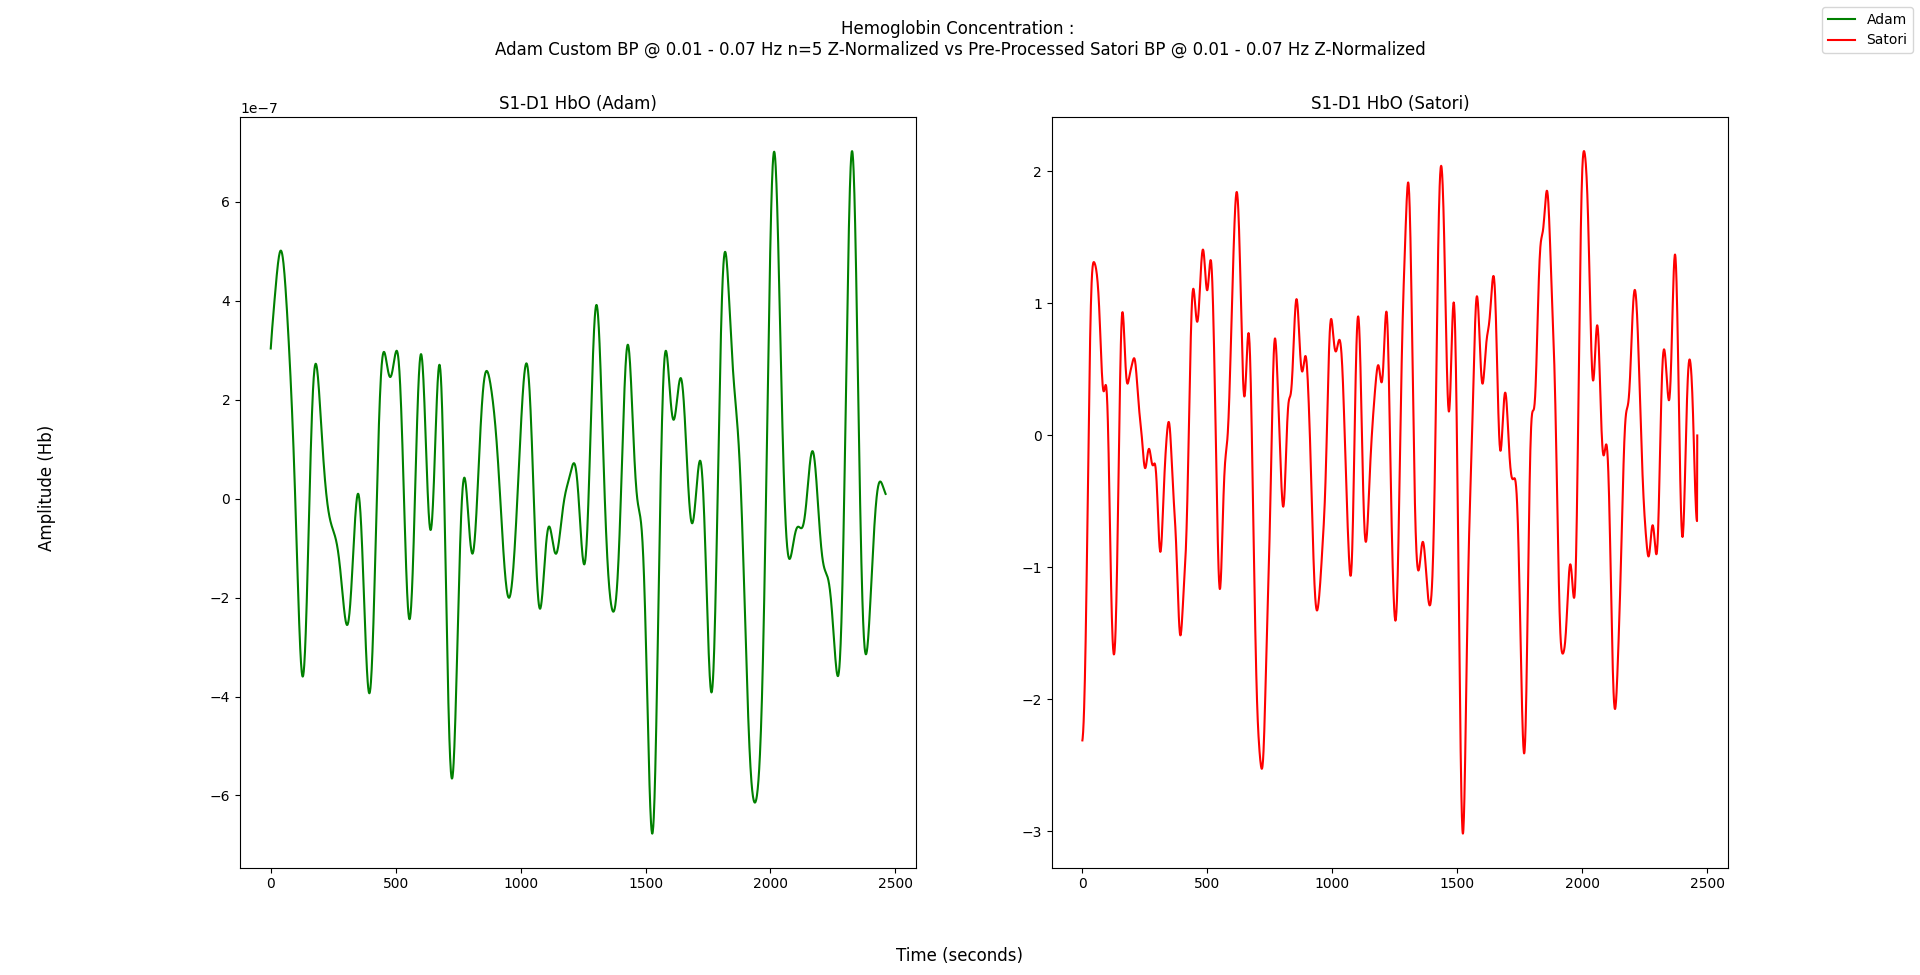 Hemoglobin Concentration :
Adam Custom BP @ 0.01 - 0.07 Hz n=5 Z-Normalized vs Pre-Processed Satori BP @ 0.01 - 0.07 Hz Z-Normalized
Adam
Satori
S1-D1 HbO (Adam)
1e−7
6
4
2
0
−2
−4
−6
0 500 1000 1500 2000 2500
S1-D1 HbO (Satori)
2
1
0
−1
−2
−3
0 500 1000 1500 2000 2500
Amplitude (Hb)
Time (seconds)